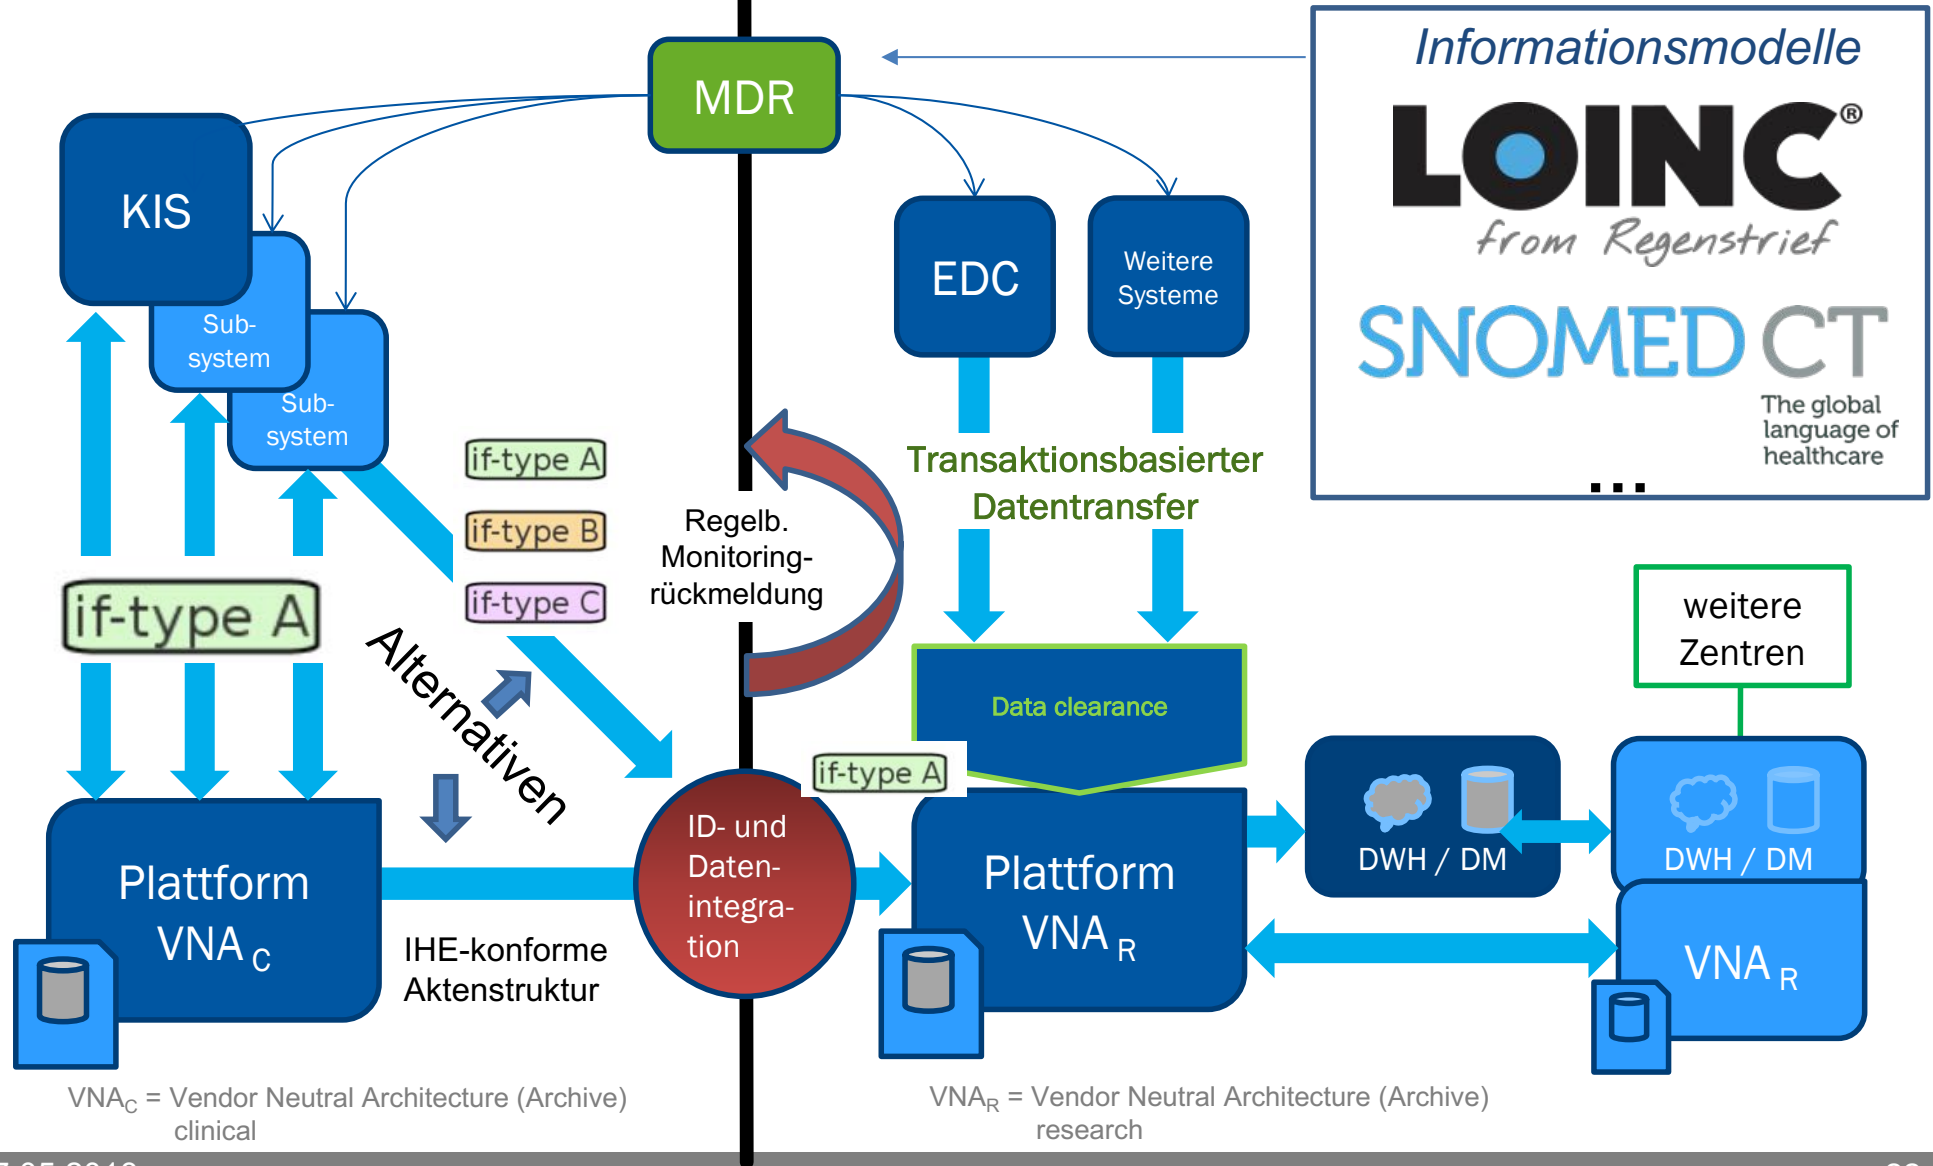 Informationsmodelle
LOINC®
from Regenstrief
SNOMED CT
The global
language of
healthcare
...
MDR
KIS
Sub-
system
Sub-
system
EDC
Weitere
Systeme
if-type A
if-type B
if-type C
Regelb.
Monitoring-
rückmeldung
Transaktionsbasierter
Datentransfer
if-type A
Alternativen
weitere
Zentren
Data clearance
if-type A
ID- und
Daten-
integra-
tion
Plattform
VNA C
IHE-konforme
Aktenstruktur
Plattform
VNA R
DWH / DM
DWH / DM
VNA R
VNAC = Vendor Neutral Architecture (Archive)
clinical
VNAR = Vendor Neutral Architecture (Archive)
research